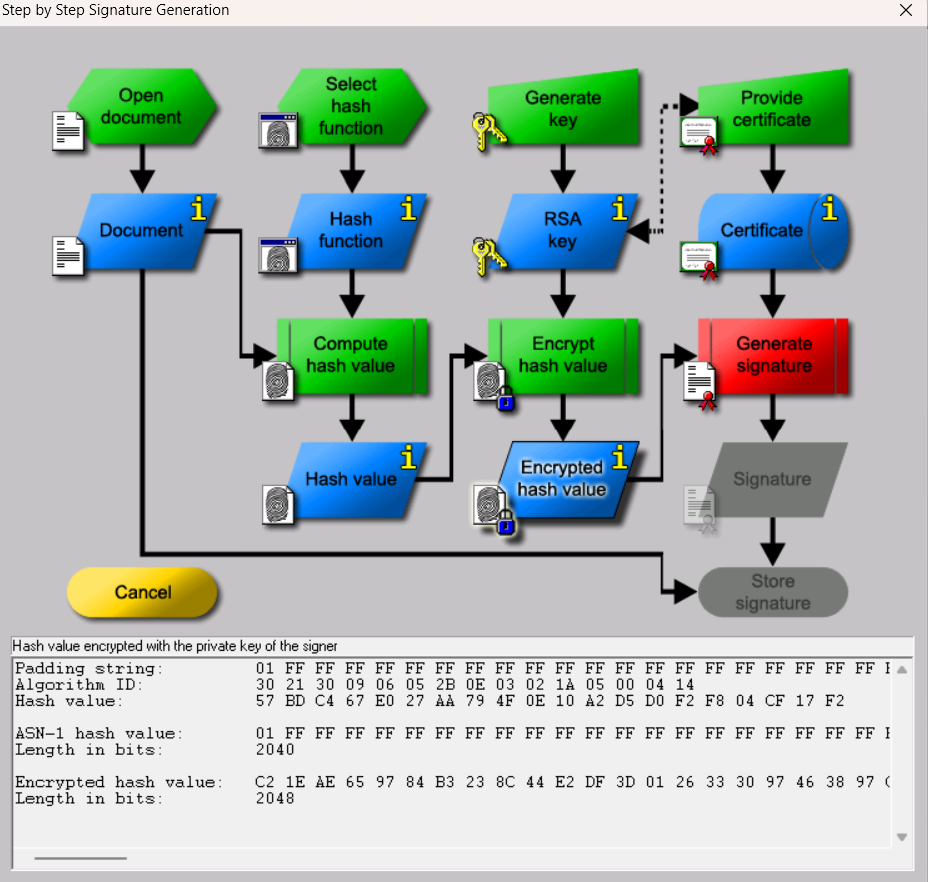 Step by Step Signature Generation
Open
document
Select
hash
function
Generate
key
Provide
certificate
Document
Hash
function
RSA
key
Certificate
Compute
hash value
Encrypt
hash value
Generate
signature
Hash value
Encrypted
hash value
Signature
Cancel
Store
signature
Hash value encrypted with the private key of the signer
Padding string: 01 FF FF FF FF FF FF FF FF FF FF FF FF FF FF FF FF FF FF FF FF
Algorithm ID: 30 21 30 09 06 05 2B 0E 03 02 1A 05 00 04 14
Hash value: 57 BD C4 67 E0 27 AA 79 4F 0E 10 A2 D5 D0 F2 F8 04 CF 17 F2
ASN-1 hash value: 01 FF FF FF FF FF FF FF FF FF FF FF FF FF FF FF FF FF FF FF FF
Length in bits: 2040
Encrypted hash value: C2 1E AE 65 97 84 B3 23 8C 44 E2 DF 3D 01 26 33 30 97 46 38 97
Length in bits: 2048